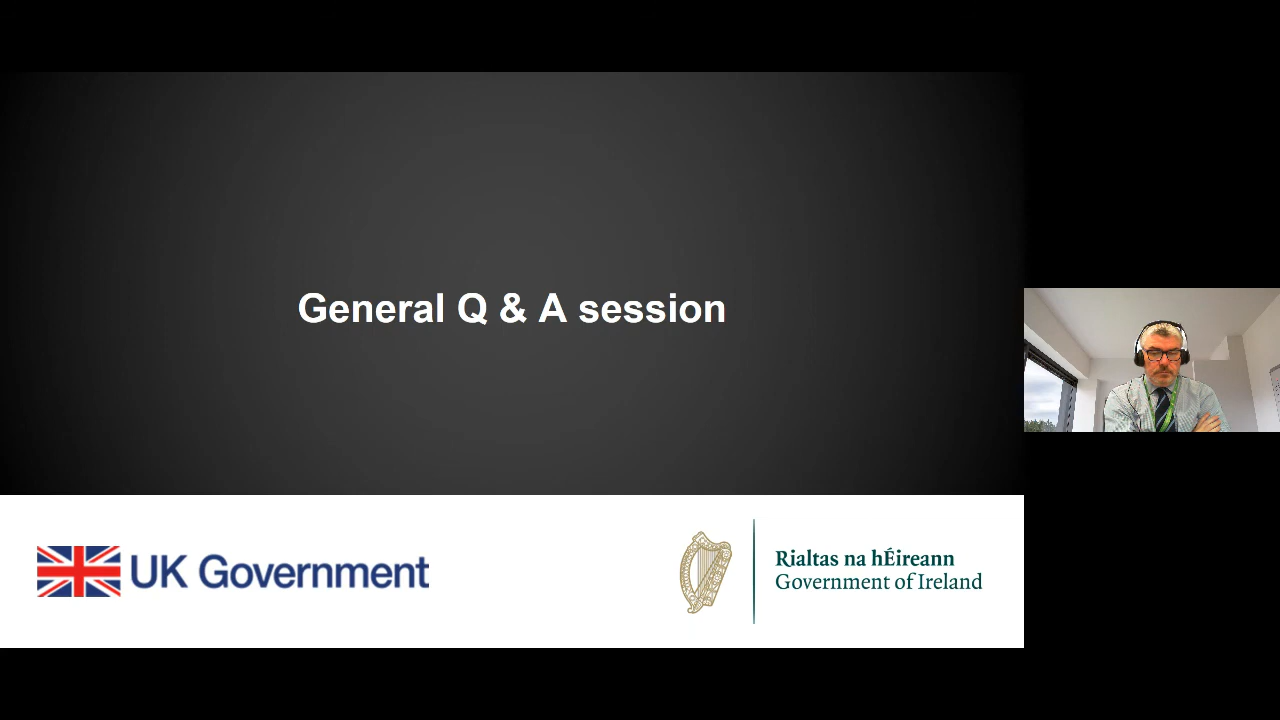 General Q & A session
UK Government
Rialtas na hÉireann
Government of Ireland